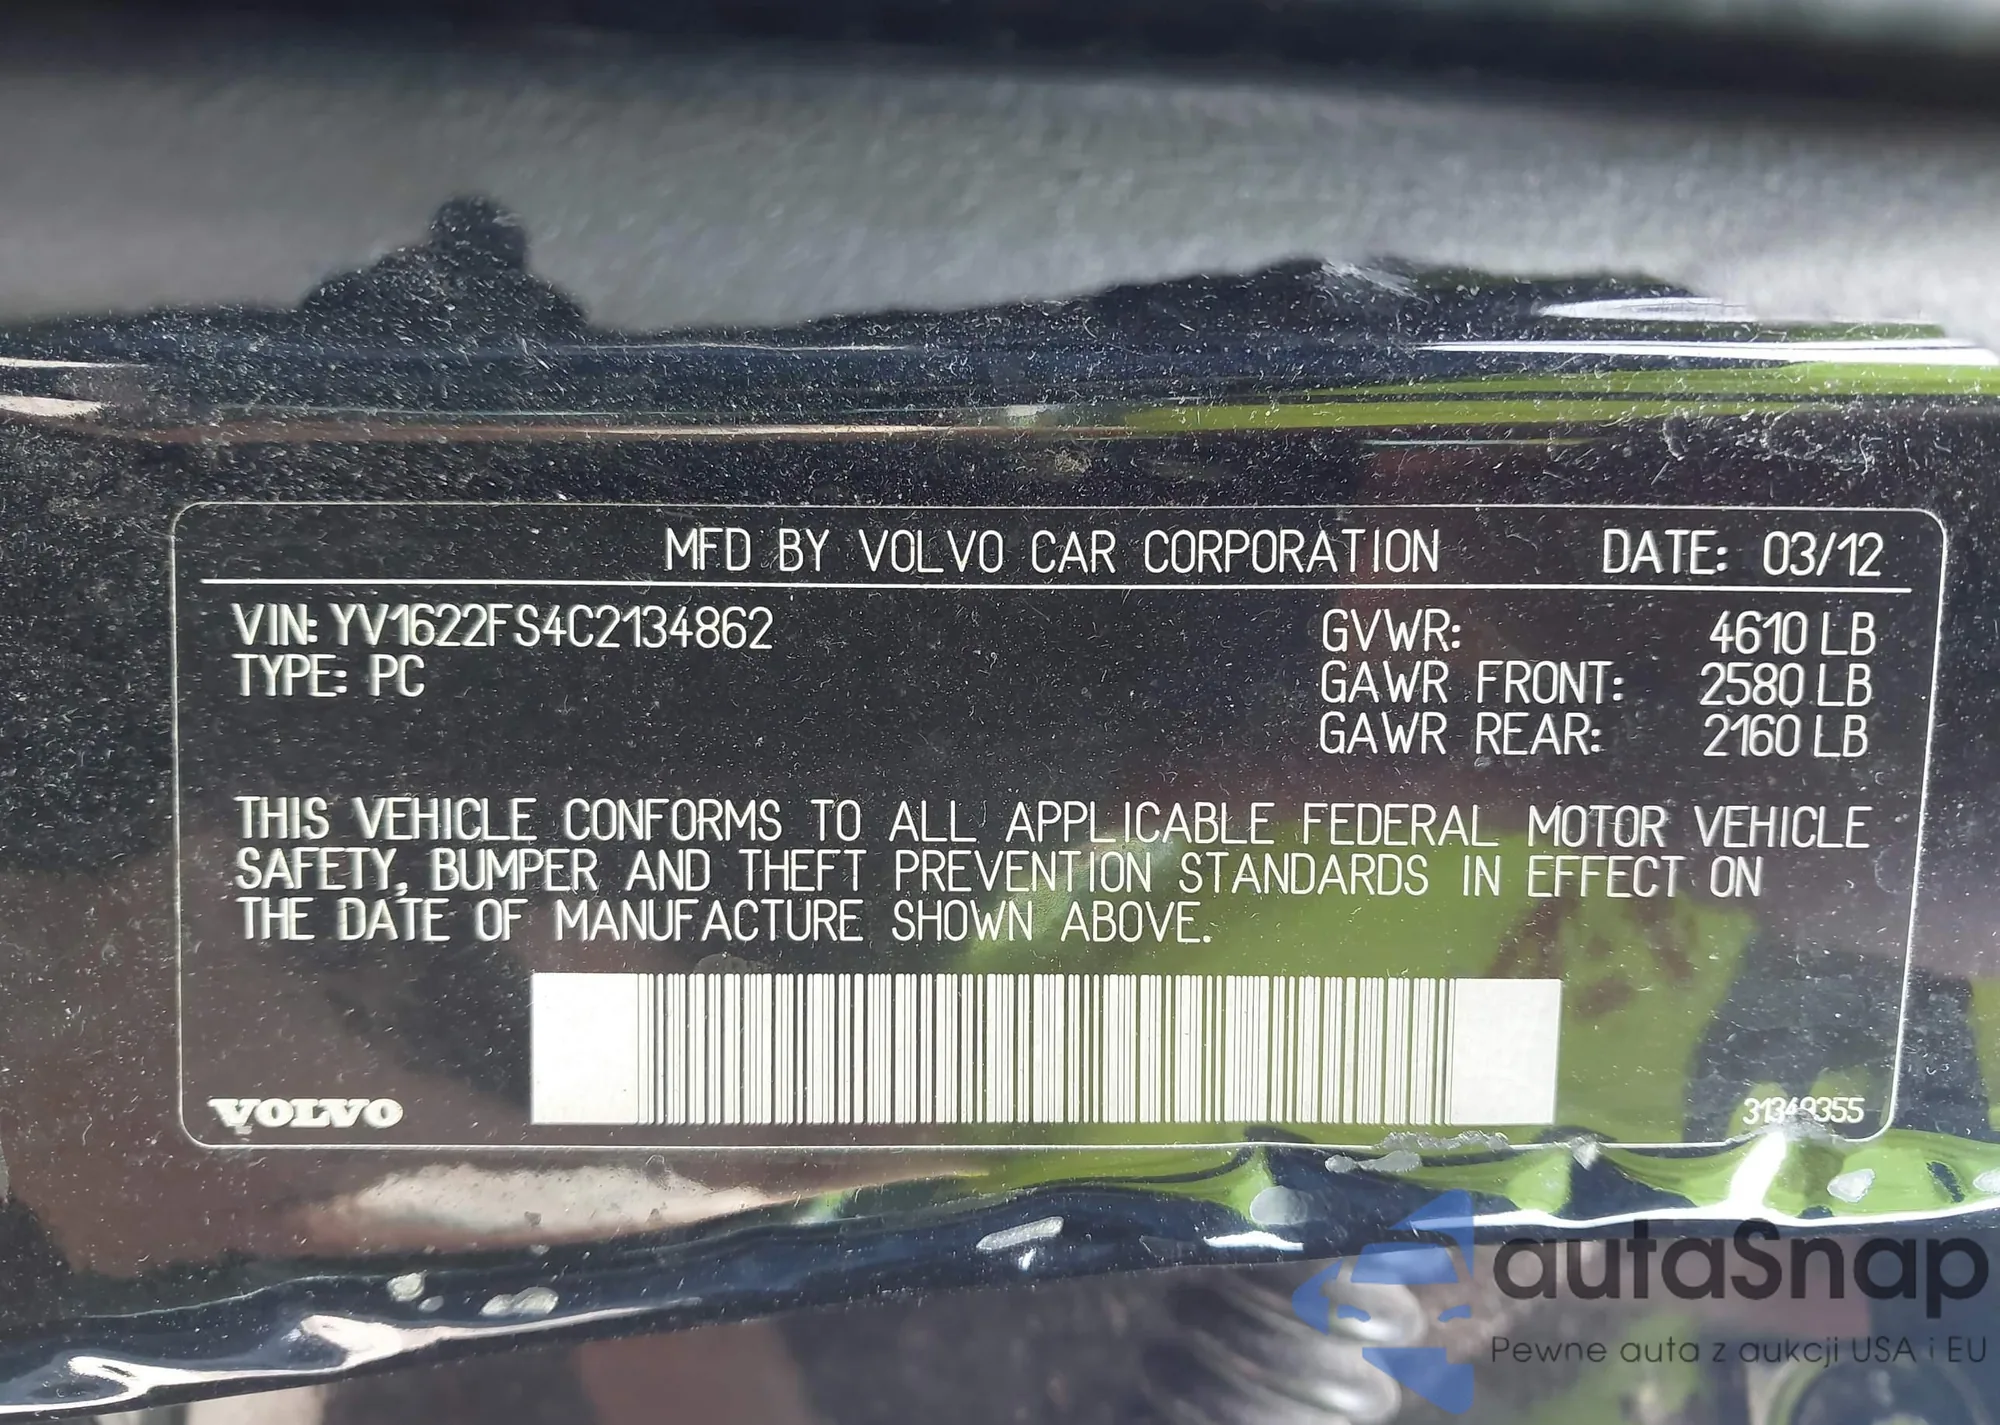 MFD BY VOLVO CAR CORPORATION DATE: 03/12
VIN: YV1622FS4C2134862 GVWR: 4610 LB
TYPE: PC GAWR FRONT: 2580 LB
GAWR REAR: 2160 LB
THIS VEHICLE CONFORMS TO ALL APPLICABLE FEDERAL MOTOR VEHICLE
SAFETY, BUMPER AND THEFT PREVENTION STANDARDS IN EFFECT ON
THE DATE OF MANUFACTURE SHOWN ABOVE.
VOLVO
autaSnap
Pewne auta z aukcji USA i EU